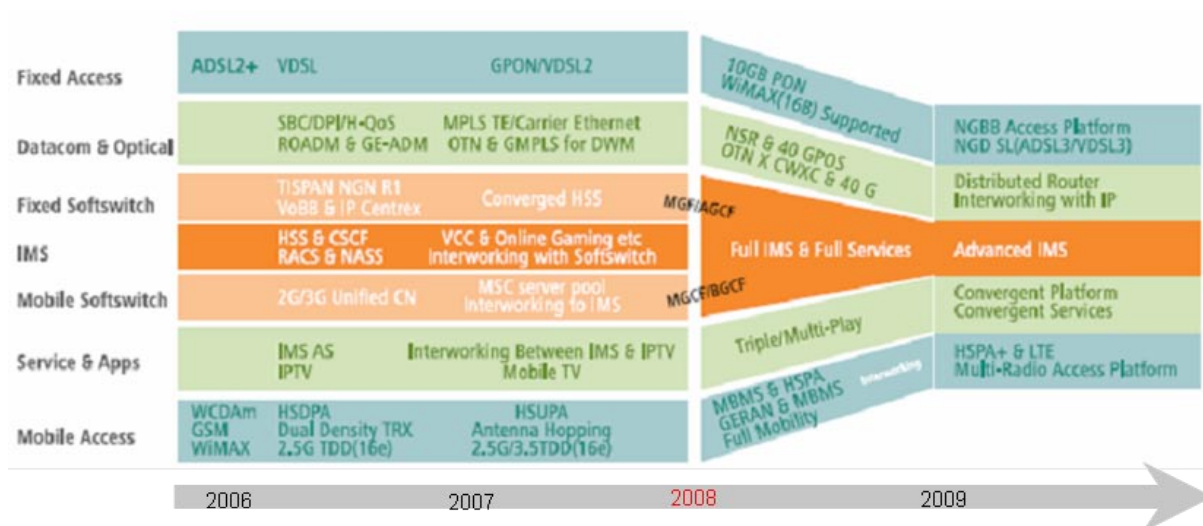 Fixed Access
ADSL2+ VDSL GPON/VDSL2
Datacom & Optical
SBC/DPI/H-QoS MPLS TE/Carrier Ethernet
ROADM & GE-ADM OTN & GMPLS for DWM
Fixed Softswitch
TISPAN NGN R1
VoBB & IP Centrex
Converged HSS
IMS
HSS & CSCF VCC & Online Gaming etc
RACS & NASS Interworking with Softswitch
Mobile Softswitch
2G/3G Unified CN
MSC server pool
Interworking to IMS
Service & Apps
IMS AS Interworking Between IMS & IPTV
IPTV Mobile TV
Mobile Access
WCDAm HSDPA HSUPA
GSM Dual Density TRX Antenna Hopping
WiMAX 2.5G TDD(16e) 2.5G/3.5TDD(16e)
10GB PON
WiMAX(16B) Supported
NSR & 40 GPOS
OTN X CWXC & 40 G
MGF/AGCF
Full IMS & Full Services
MGCF/BGCF
Triple/Multi-Play
MBMS & HSPA
GERAN & MBMS
Full Mobility
Interworking
NGBB Access Platform
NGD SL(ADSL3/VDSL3)
Distributed Router
Interworking with IP
Advanced IMS
Convergent Platform
Convergent Services
HSPA+ & LTE
Multi-Radio Access Platform
2006 2007 2008 2009